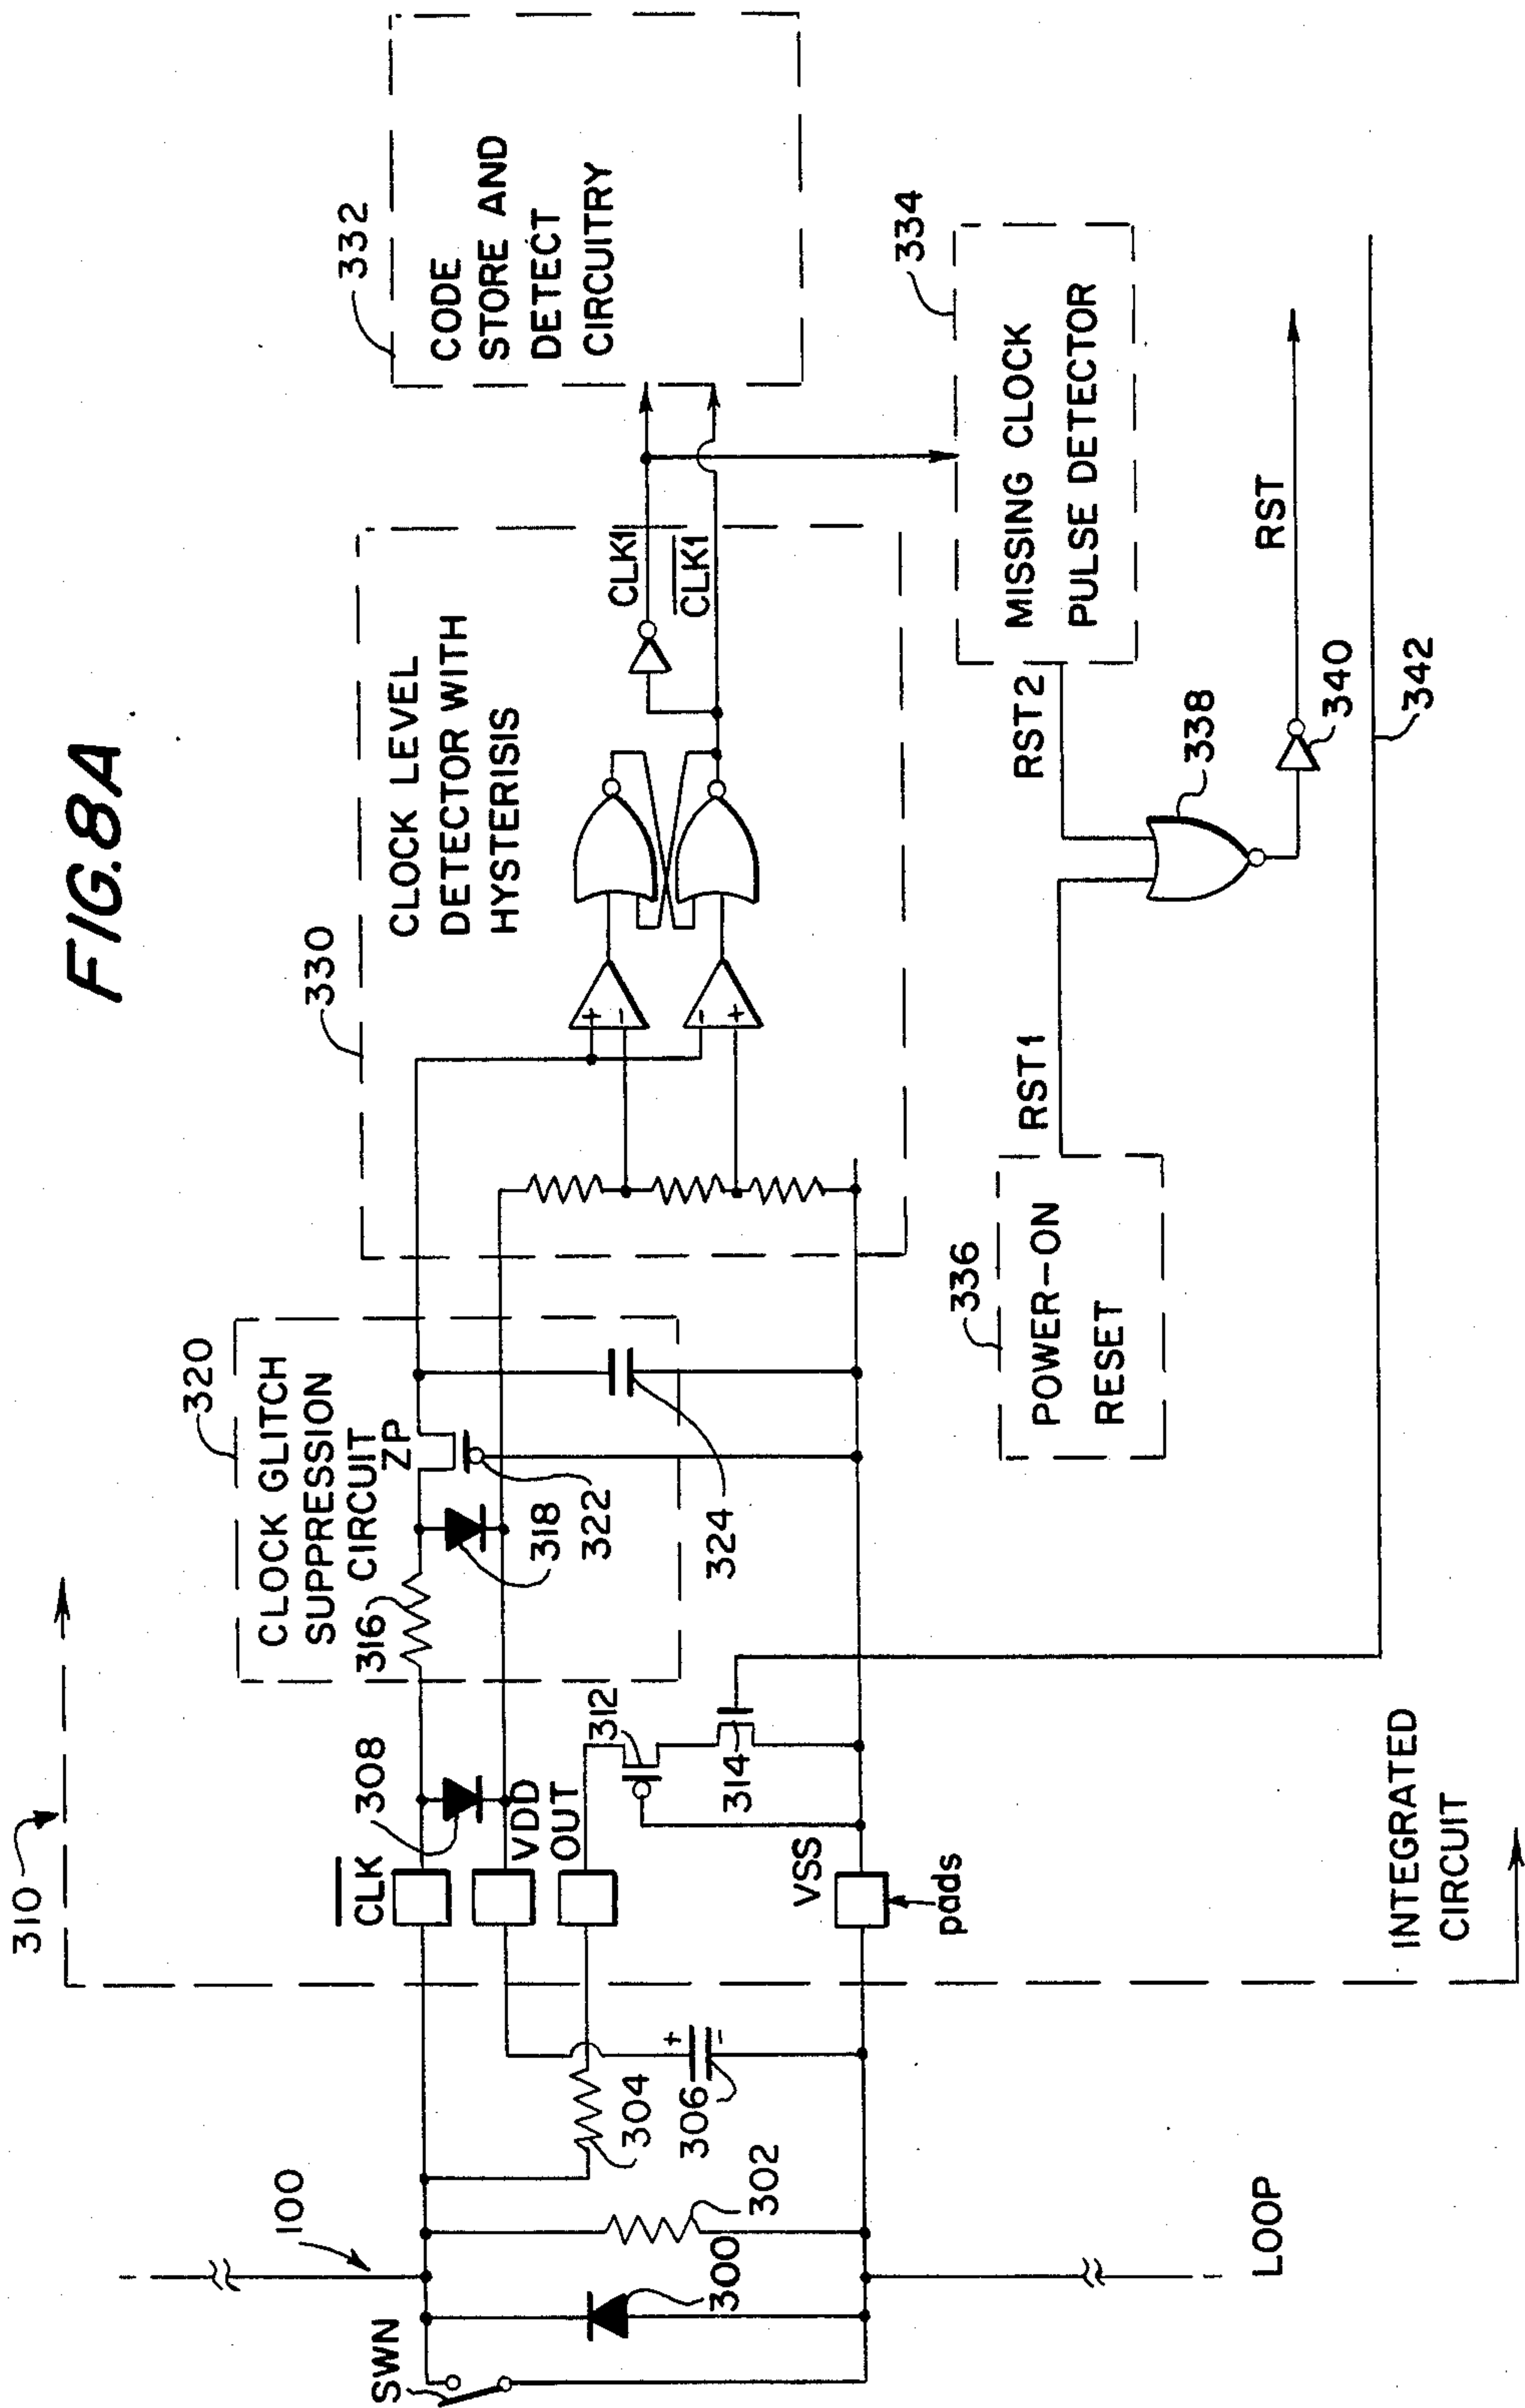 FIG.8A
310
100
SWN
300
302
304
306
CLK
VDD
OUT
VSS
pads
308
312
314
LOOP
INTEGRATED
CIRCUIT
320
CLOCK GLITCH
SUPPRESSION
CIRCUIT
316
ZP
318
322
324
330
CLOCK LEVEL
DETECTOR WITH
HYSTERISIS
+
-
-
+
CLK1
CLK1
332
CODE
STORE AND
DETECT
CIRCUITRY
334
MISSING CLOCK
PULSE DETECTOR
336
POWER-ON
RESET
RST1
RST2
338
340
RST
342
+
-